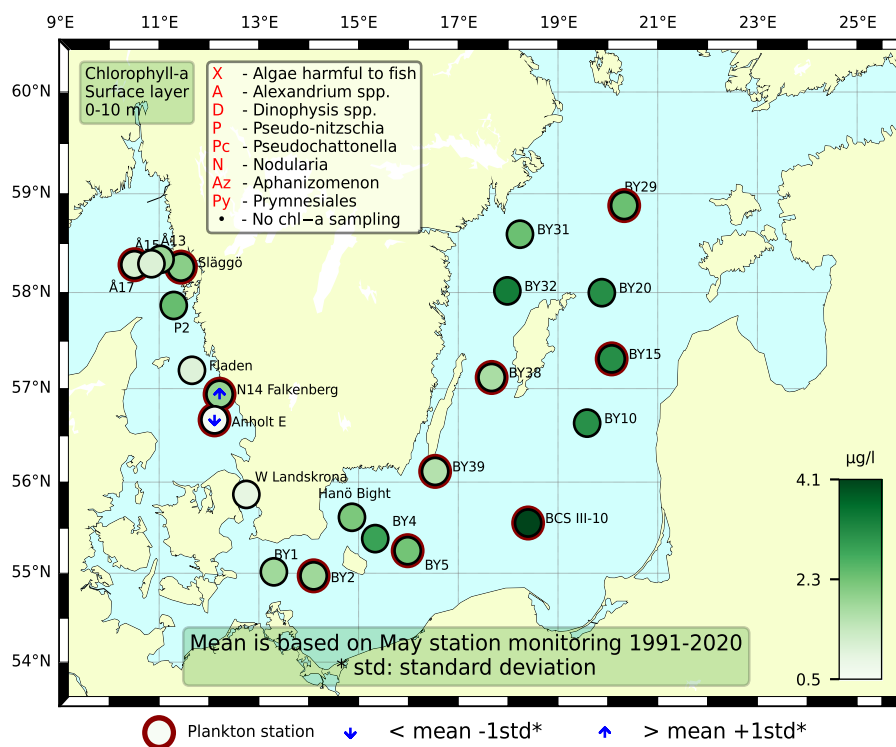 9°E 11°E 13°E 15°E 17°E 19°E 21°E 23°E 25°E
60°N
59°N
58°N
57°N
56°N
55°N
54°N
Chlorophyll-a
Surface layer
0-10 m
X - Algae harmful to fish
A - Alexandrium spp.
D - Dinophysis spp.
P - Pseudo-nitzschia
Pc - Pseudochattonella
N - Nodularia
Az - Aphanizomenon
Py - Prymnesiales
• - No chl−a sampling
BY29
BY31
Å15 Å13
Släggö
Å17
BY32
BY20
P2
BY15
Fladen
BY38
N14 Falkenberg
Anholt E
BY10
BY39
W Landskrona
Hanö Bight
BY4
BCS III-10
BY1
BY5
BY2
µg/l
4.1
2.3
0.5
Mean is based on May station monitoring 1991-2020
* std: standard deviation
Plankton station
< mean -1std*
> mean +1std*